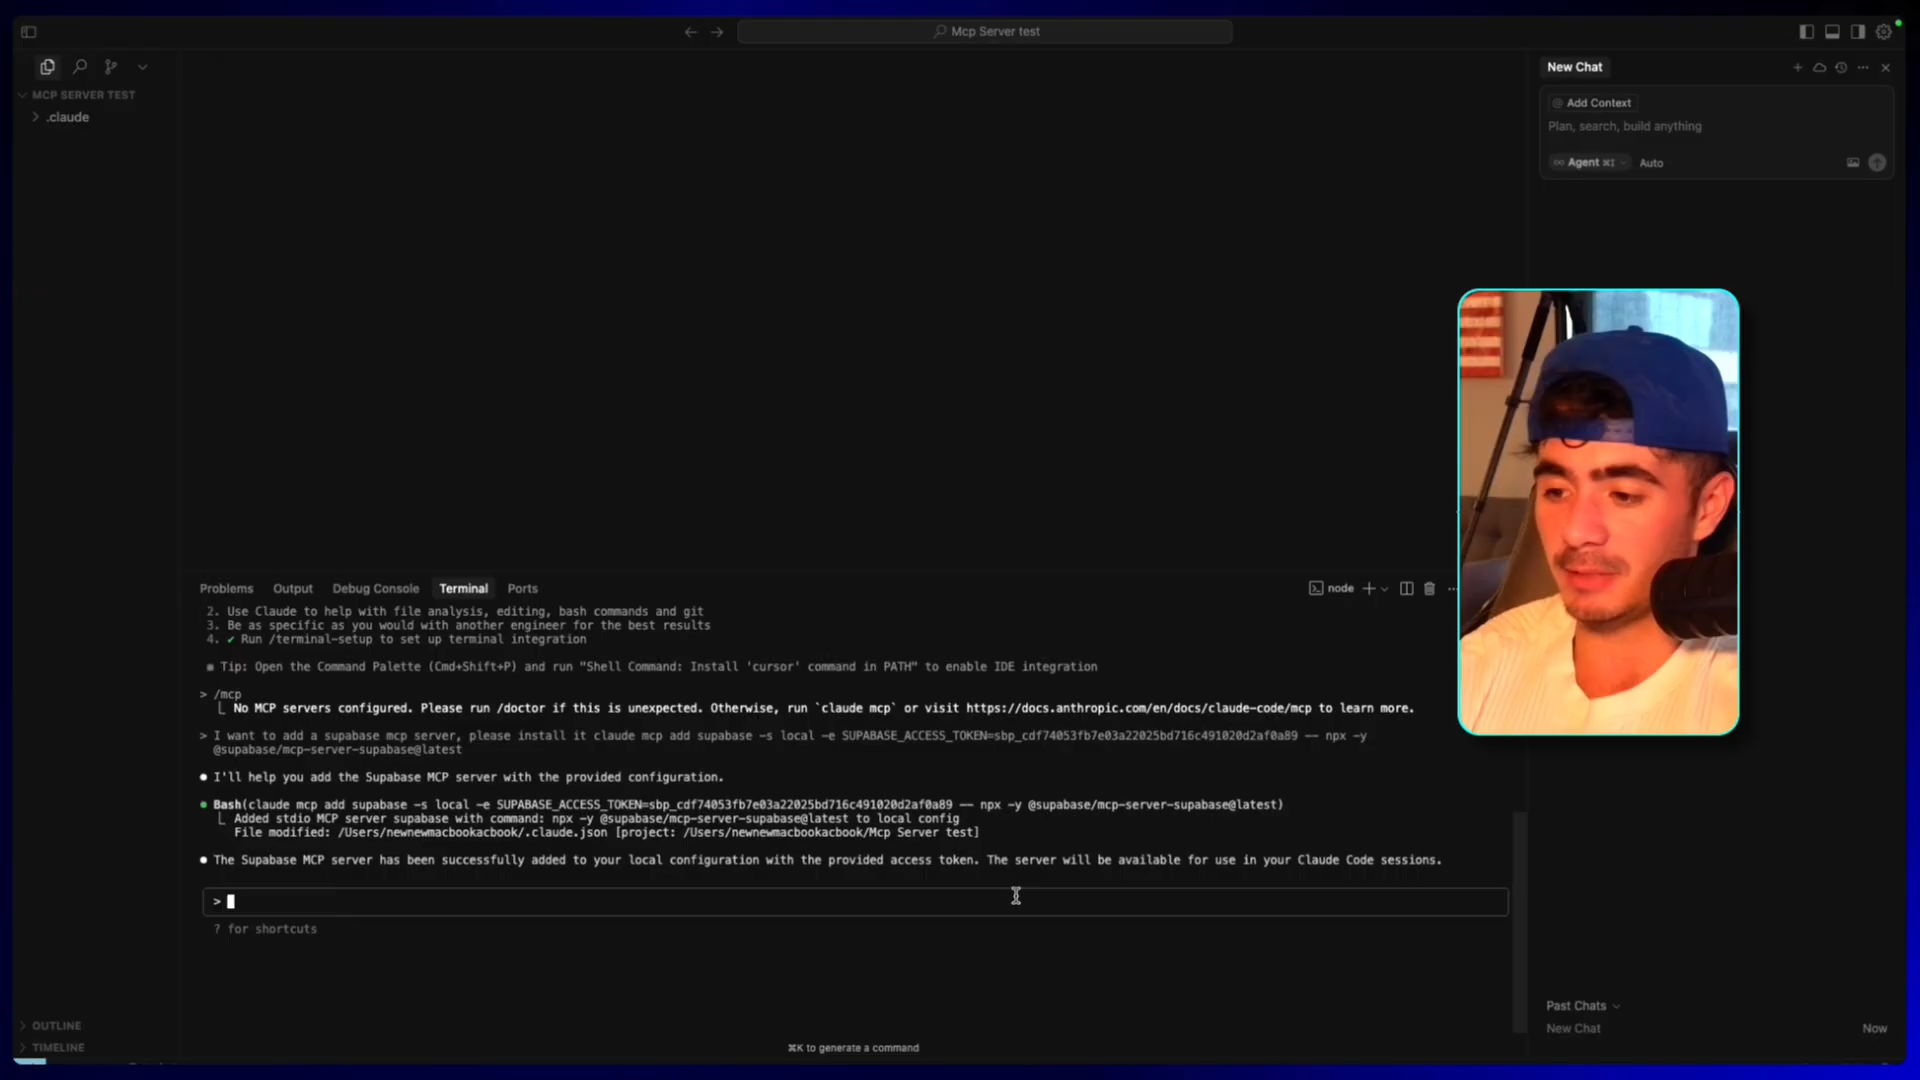 Mcp Server test
MCP SERVER TEST
.claude
New Chat
Add Context
Plan, search, build anything
Agent ⌘I
Auto
Problems
Output
Debug Console
Terminal
Ports
node
2. Use Claude to help with file analysis, editing, bash commands and git
3. Be as specific as you would with another engineer for the best results
4. ✔ Run /terminal-setup to set up terminal integration
Tip: Open the Command Palette (Cmd+Shift+P) and run "Shell Command: Install 'cursor' command in PATH" to enable IDE integration
> /mcp
⎿ No MCP servers configured. Please run /doctor if this is unexpected. Otherwise, run `claude mcp` or visit https://docs.anthropic.com/en/docs/claude-code/mcp to learn more.
> I want to add a supabase mcp server, please install it claude mcp add supabase -s local -e SUPABASE_ACCESS_TOKEN=sbp_cdf74053fb7e03a22025bd716c491020d2af0a89 -- npx -y
@supabase/mcp-server-supabase@latest
● I'll help you add the Supabase MCP server with the provided configuration.
● Bash(claude mcp add supabase -s local -e SUPABASE_ACCESS_TOKEN=sbp_cdf74053fb7e03a22025bd716c491020d2af0a89 -- npx -y @supabase/mcp-server-supabase@latest)
⎿ Added stdio MCP server supabase with command: npx -y @supabase/mcp-server-supabase@latest to local config
File modified: /Users/newnewmacbookacbook/.claude.json [project: /Users/newnewmacbookacbook/Mcp Server test]
● The Supabase MCP server has been successfully added to your local configuration with the provided access token. The server will be available for use in your Claude Code sessions.
>
? for shortcuts
Past Chats
New Chat
Now
OUTLINE
TIMELINE
⌘K to generate a command